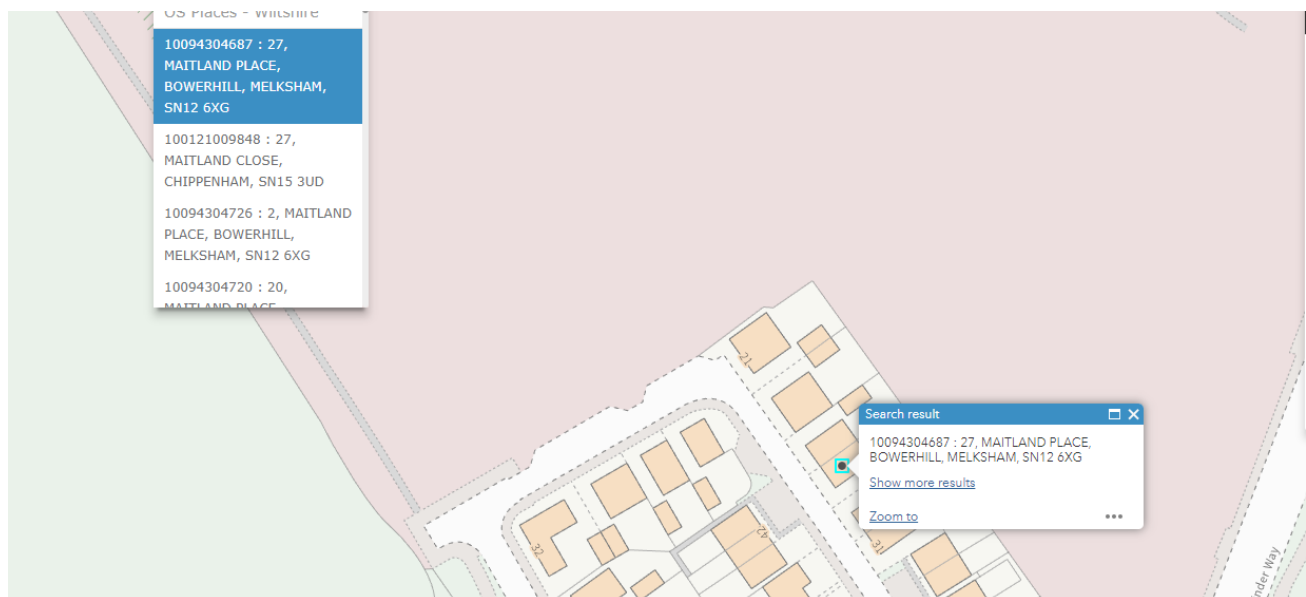 OS Places - Wiltshire
10094304687 : 27,
MAITLAND PLACE,
BOWERHILL, MELKSHAM,
SN12 6XG
100121009848 : 27,
MAITLAND CLOSE,
CHIPPENHAM, SN15 3UD
10094304726 : 2, MAITLAND
PLACE, BOWERHILL,
MELKSHAM, SN12 6XG
10094304720 : 20,
MAITLAND PLACE,
21
Search result
10094304687 : 27, MAITLAND PLACE,
BOWERHILL, MELKSHAM, SN12 6XG
Show more results
Zoom to
32
42
31
nder Way